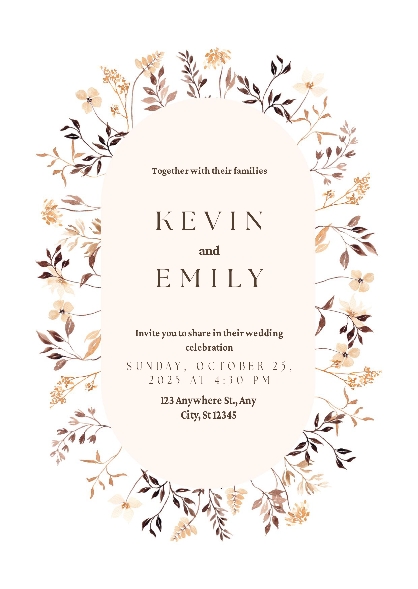 Together with their families
KEVIN
and
EMILY
Invite you to share in their wedding
celebration
SUNDAY, OCTOBER 25,
2025 AT 4:30 PM
123 Anywhere St., Any
City, St 12345